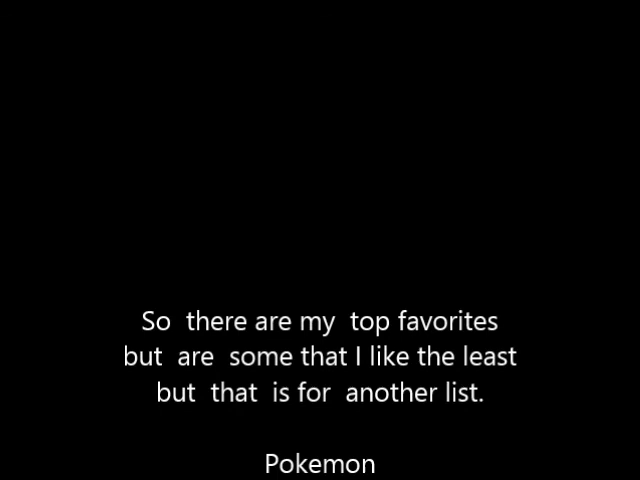 So  there are my  top favorites
but  are  some that I like the least
but  that  is for  another list.
Pokemon